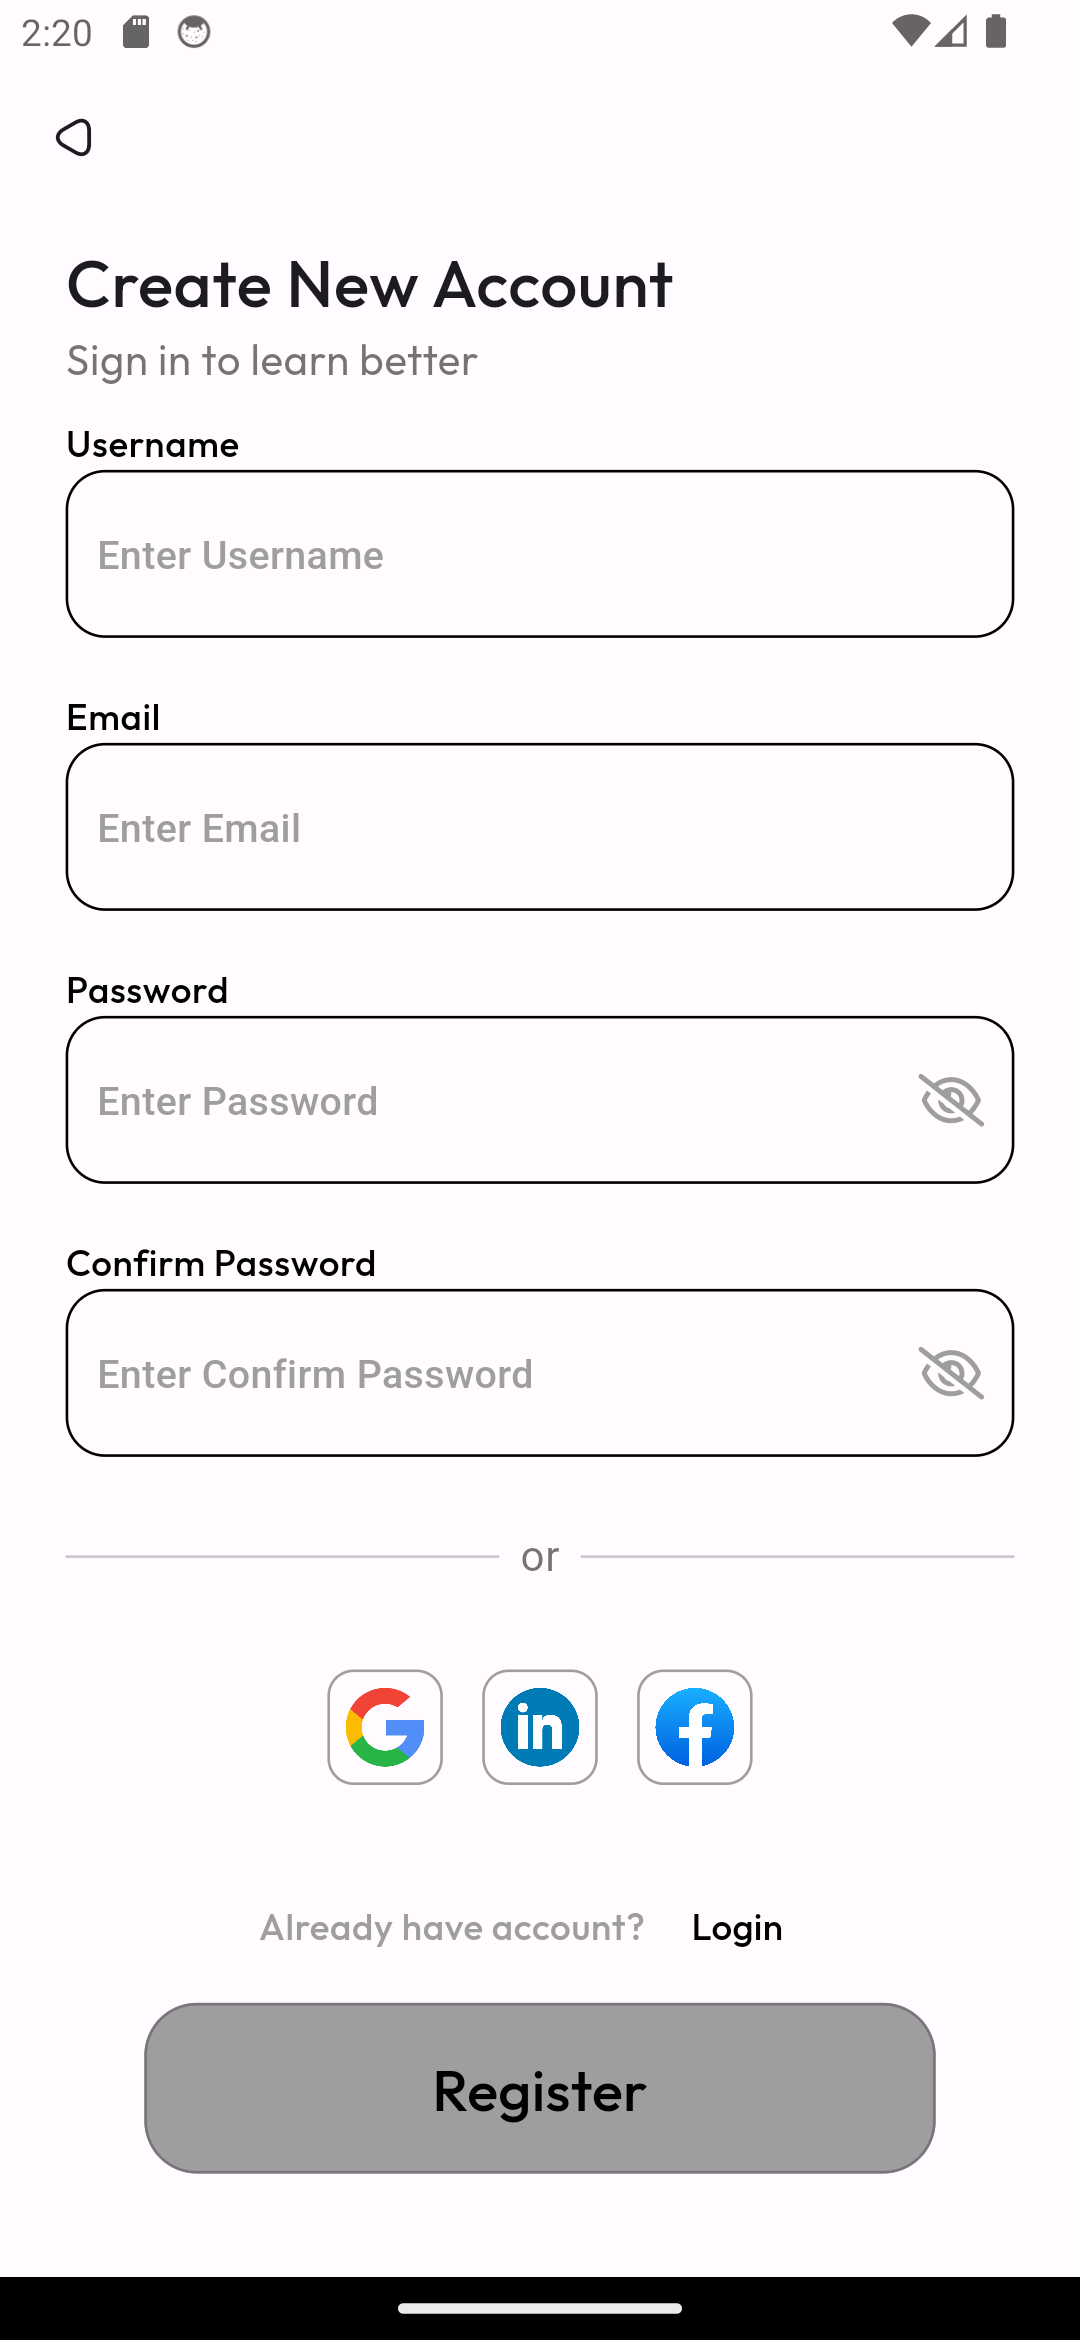 2:20
Create New Account
Sign in to learn better
Username
Enter Username
Email
Enter Email
Password
Enter Password
Confirm Password
Enter Confirm Password
or
in
Already have account? Login
Register